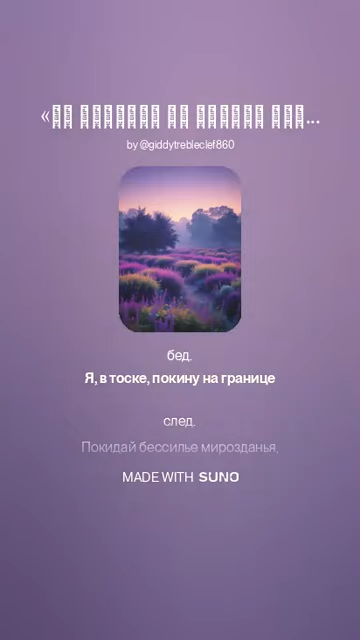 by @giddytrebleclef860
бед.
Я, в тоске, покину на границе
след.
Покидай бессилье мирозданья,
MADE WITH SUNO